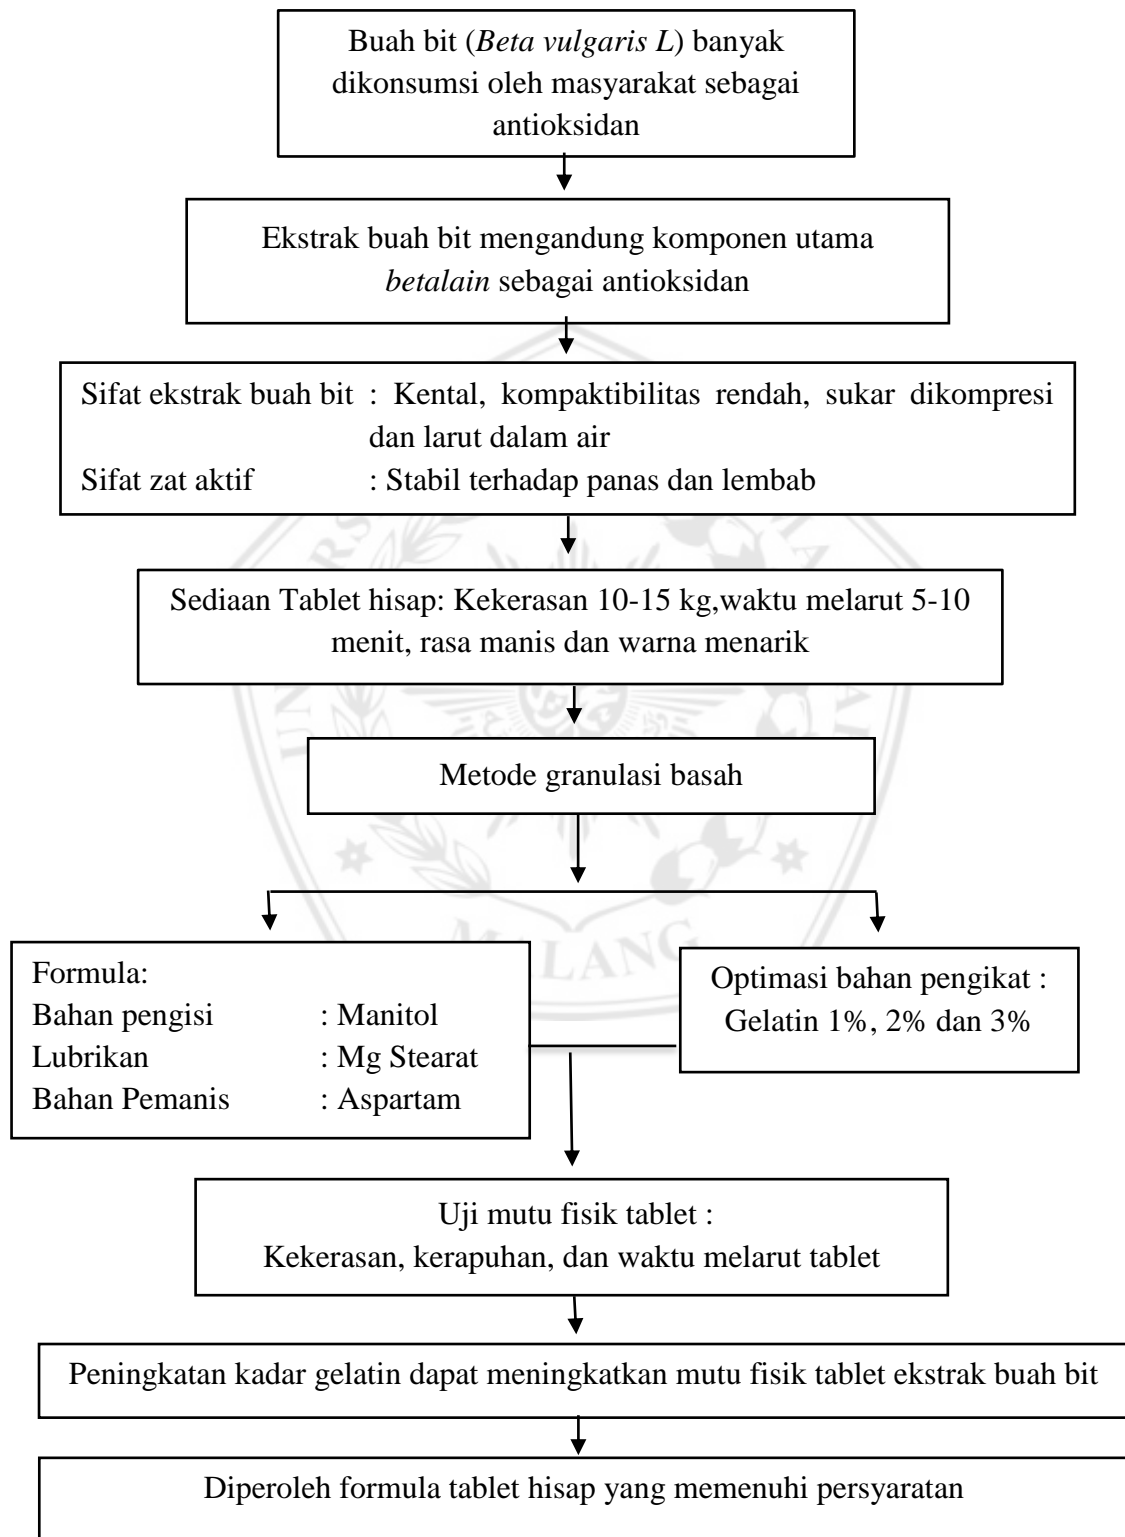 Buah bit (Beta vulgaris L) banyak
dikonsumsi oleh masyarakat sebagai
antioksidan
Ekstrak buah bit mengandung komponen utama
betalain sebagai antioksidan
Sifat ekstrak buah bit : Kental, kompaktibilitas rendah, sukar dikompresi
dan larut dalam air
Sifat zat aktif : Stabil terhadap panas dan lembab
Sediaan Tablet hisap: Kekerasan 10-15 kg,waktu melarut 5-10
menit, rasa manis dan warna menarik
Metode granulasi basah
Formula:
Bahan pengisi : Manitol
Lubrikan : Mg Stearat
Bahan Pemanis : Aspartam
Optimasi bahan pengikat :
Gelatin 1%, 2% dan 3%
MALANG
Uji mutu fisik tablet :
Kekerasan, kerapuhan, dan waktu melarut tablet
Peningkatan kadar gelatin dapat meningkatkan mutu fisik tablet ekstrak buah bit
Diperoleh formula tablet hisap yang memenuhi persyaratan